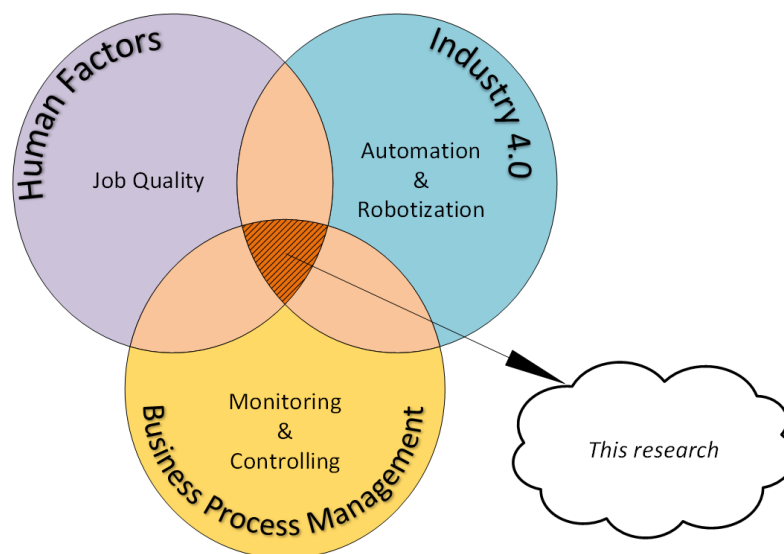 Human Factors
Job Quality
Industry 4.0
Automation
&
Robotization
Monitoring
&
Controlling
Business Process Management
This research